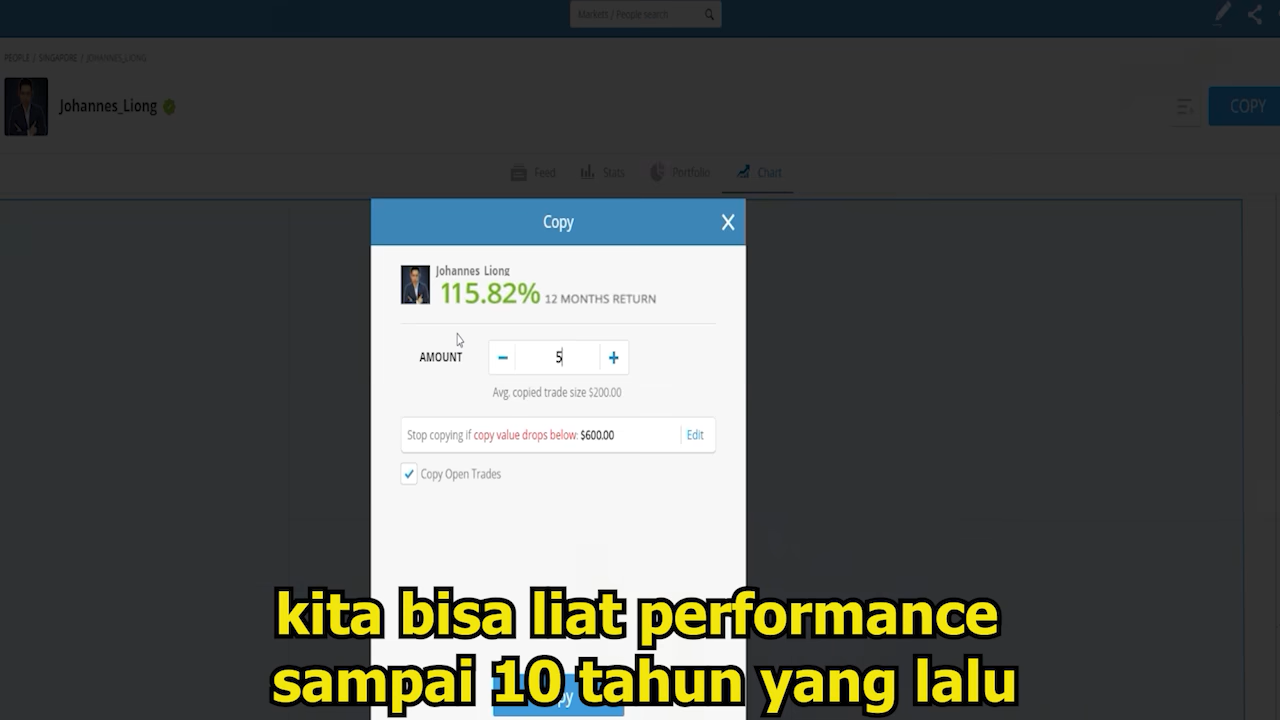 Markets / People search
PEOPLE / SINGAPORE / JOHANNES_LIONG
Johannes_Liong
COPY
Feed Stats Portfolio Chart
Copy X
Johannes_Liong
115.82% 12 MONTHS RETURN
AMOUNT - 5 +
Avg. copied trade size $200.00
Stop copying if copy value drops below: $600.00 Edit
Copy Open Trades
kita bisa liat performance
sampai 10 tahun yang lalu